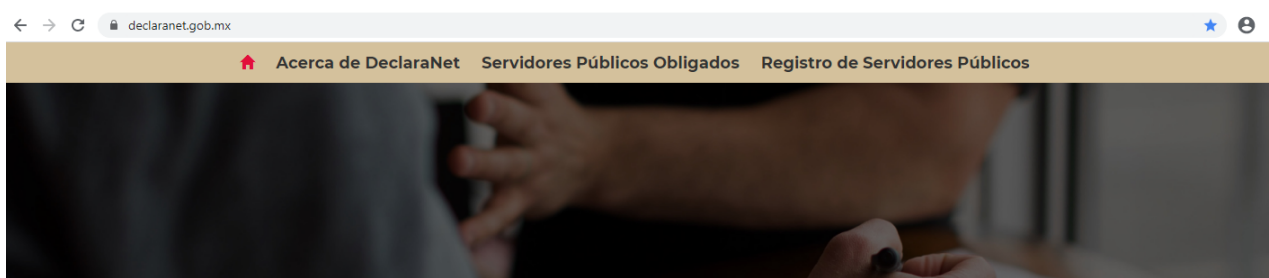 declaranet.gob.mx
Acerca de DeclaraNet Servidores Públicos Obligados Registro de Servidores Públicos